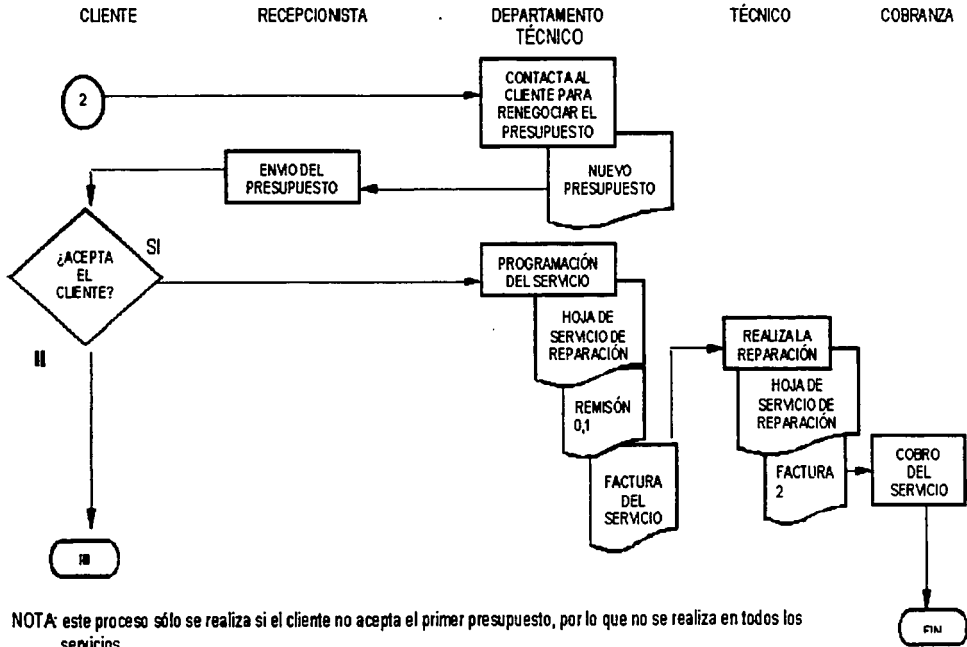 CLIENTE
RECEPCIONISTA
DEPARTAMENTO
TÉCNICO
TÉCNICO
COBRANZA
2
CONTACTA AL
CLIENTE PARA
RENEGOCIAR EL
PRESUPUESTO
NUEVO
PRESUPUESTO
ENVIO DEL
PRESUPUESTO
¿ACEPTA
EL
CLIENTE?
SI
PROGRAMACIÓN
DEL SERVICIO
HOJA DE
SERVICIO DE
REPARACIÓN
REMISÓN
0,1
FACTURA
DEL
SERVICIO
REALIZA LA
REPARACIÓN
HOJA DE
SERVICIO DE
REPARACIÓN
FACTURA
2
COBRO
DEL
SERVICIO
FIN
NOTA: este proceso sólo se realiza si el cliente no acepta el primer presupuesto, por lo que no se realiza en todos los
servicios